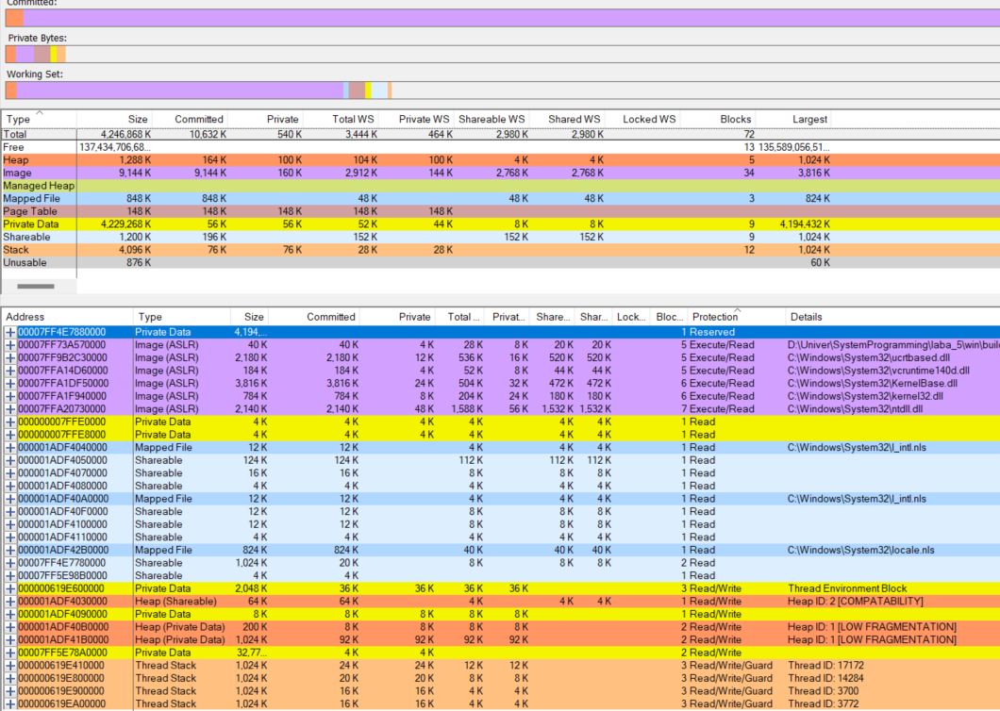 Committed:
Private Bytes:
Working Set:
Type Size Committed Private Total WS Private WS Shareable WS Shared WS Locked WS Blocks Largest
Total 4,246,868 K 10,632 K 540 K 3,444 K 464 K 2,980 K 2,980 K 72
Free 137,434,706,68... 13 135,589,056,51...
Heap 1,288 K 164 K 100 K 104 K 100 K 4 K 4 K 5 1,024 K
Image 9,144 K 9,144 K 160 K 2,912 K 144 K 2,768 K 2,768 K 34 3,816 K
Managed Heap
Mapped File 848 K 848 K 48 K 48 K 48 K 3 824 K
Page Table 148 K 148 K 148 K 148 K 148 K
Private Data 4,229,268 K 56 K 56 K 52 K 44 K 8 K 8 K 9 4,194,432 K
Shareable 1,200 K 196 K 152 K 152 K 152 K 9 1,024 K
Stack 4,096 K 76 K 76 K 28 K 28 K 12 1,024 K
Unusable 876 K 60 K
Address Type Size Committed Private Total ... Privat... Share... Shar... Lock... Bloc... Protection Details
00007FF4E7880000 Private Data 4,194,... 1 Reserved
00007FF73A570000 Image (ASLR) 40 K 40 K 4 K 28 K 8 K 20 K 20 K 5 Execute/Read D:\Univer\SystemProgramming\laba_5\win\build
00007FF9B2C30000 Image (ASLR) 2,180 K 2,180 K 12 K 536 K 16 K 520 K 520 K 5 Execute/Read C:\Windows\System32\ucrtbased.dll
00007FFA14D60000 Image (ASLR) 184 K 184 K 4 K 52 K 8 K 44 K 44 K 5 Execute/Read C:\Windows\System32\vcruntime140d.dll
00007FFA1DF50000 Image (ASLR) 3,816 K 3,816 K 24 K 504 K 32 K 472 K 472 K 6 Execute/Read C:\Windows\System32\KernelBase.dll
00007FFA1F940000 Image (ASLR) 784 K 784 K 8 K 204 K 24 K 180 K 180 K 6 Execute/Read C:\Windows\System32\kernel32.dll
00007FFA20730000 Image (ASLR) 2,140 K 2,140 K 48 K 1,588 K 56 K 1,532 K 1,532 K 7 Execute/Read C:\Windows\System32\ntdll.dll
000000007FFE0000 Private Data 4 K 4 K 4 K 4 K 4 K 4 K 1 Read
000000007FFE8000 Private Data 4 K 4 K 4 K 4 K 4 K 4 K 1 Read
000001ADF4040000 Mapped File 12 K 12 K 4 K 4 K 4 K 1 Read C:\Windows\System32\l_intl.nls
000001ADF4050000 Shareable 124 K 124 K 112 K 112 K 112 K 1 Read
000001ADF4070000 Shareable 16 K 16 K 8 K 8 K 8 K 1 Read
000001ADF4080000 Shareable 4 K 4 K 4 K 4 K 4 K 1 Read
000001ADF40A0000 Mapped File 12 K 12 K 4 K 4 K 4 K 1 Read C:\Windows\System32\l_intl.nls
000001ADF40F0000 Shareable 12 K 12 K 8 K 8 K 8 K 1 Read
000001ADF4100000 Shareable 12 K 12 K 8 K 8 K 8 K 1 Read
000001ADF4110000 Shareable 4 K 4 K 4 K 4 K 4 K 1 Read
000001ADF42B0000 Mapped File 824 K 824 K 40 K 40 K 40 K 1 Read C:\Windows\System32\locale.nls
00007FF4E7780000 Shareable 1,024 K 20 K 8 K 8 K 8 K 2 Read
00007FF5E98B0000 Shareable 4 K 4 K 1 Read
000000619E600000 Private Data 2,048 K 36 K 36 K 36 K 36 K 3 Read/Write Thread Environment Block
000001ADF4030000 Heap (Shareable) 64 K 64 K 4 K 4 K 4 K 1 Read/Write Heap ID: 2 [COMPATABILITY]
000001ADF4090000 Private Data 8 K 8 K 8 K 8 K 8 K 1 Read/Write
000001ADF40B0000 Heap (Private Data) 200 K 8 K 8 K 8 K 8 K 2 Read/Write Heap ID: 1 [LOW FRAGMENTATION]
000001ADF41B0000 Heap (Private Data) 1,024 K 92 K 92 K 92 K 92 K 2 Read/Write Heap ID: 1 [LOW FRAGMENTATION]
00007FF5E78A0000 Private Data 32,77... 4 K 4 K 2 Read/Write
000000619E410000 Thread Stack 1,024 K 24 K 24 K 12 K 12 K 3 Read/Write/Guard Thread ID: 17172
000000619E800000 Thread Stack 1,024 K 20 K 20 K 8 K 8 K 3 Read/Write/Guard Thread ID: 14284
000000619E900000 Thread Stack 1,024 K 16 K 16 K 4 K 4 K 3 Read/Write/Guard Thread ID: 3700
000000619EA00000 Thread Stack 1,024 K 16 K 16 K 4 K 4 K 3 Read/Write/Guard Thread ID: 3772